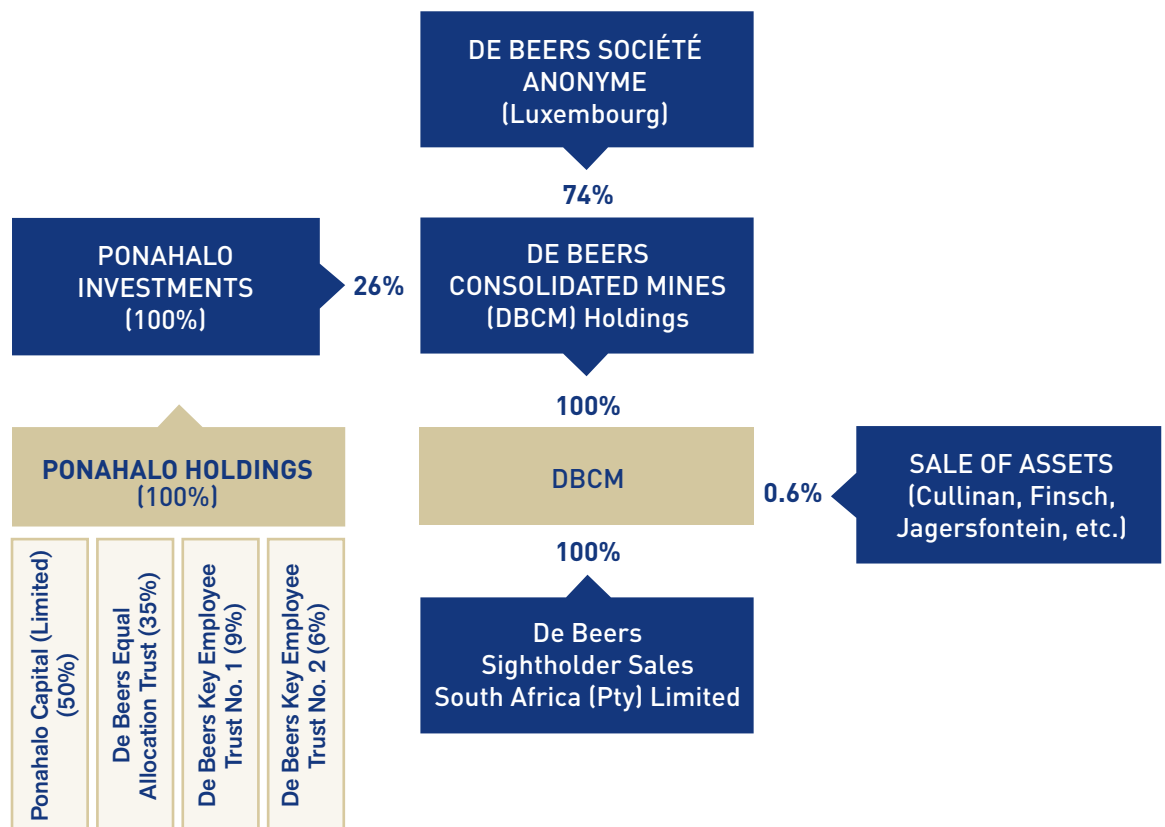 DE BEERS SOCIÉTÉ
ANONYME
(Luxembourg)
74%
PONAHALO
INVESTMENTS
(100%)
26%
DE BEERS
CONSOLIDATED MINES
(DBCM) Holdings
100%
PONAHALO HOLDINGS
(100%)
DBCM
0.6%
SALE OF ASSETS
(Cullinan, Finsch,
Jagersfontein, etc.)
100%
Ponahalo Capital (Limited)
(50%)
De Beers Equal
Allocation Trust (35%)
De Beers Key Employee
Trust No. 1 (9%)
De Beers Key Employee
Trust No. 2 (6%)
De Beers
Sightholder Sales
South Africa (Pty) Limited